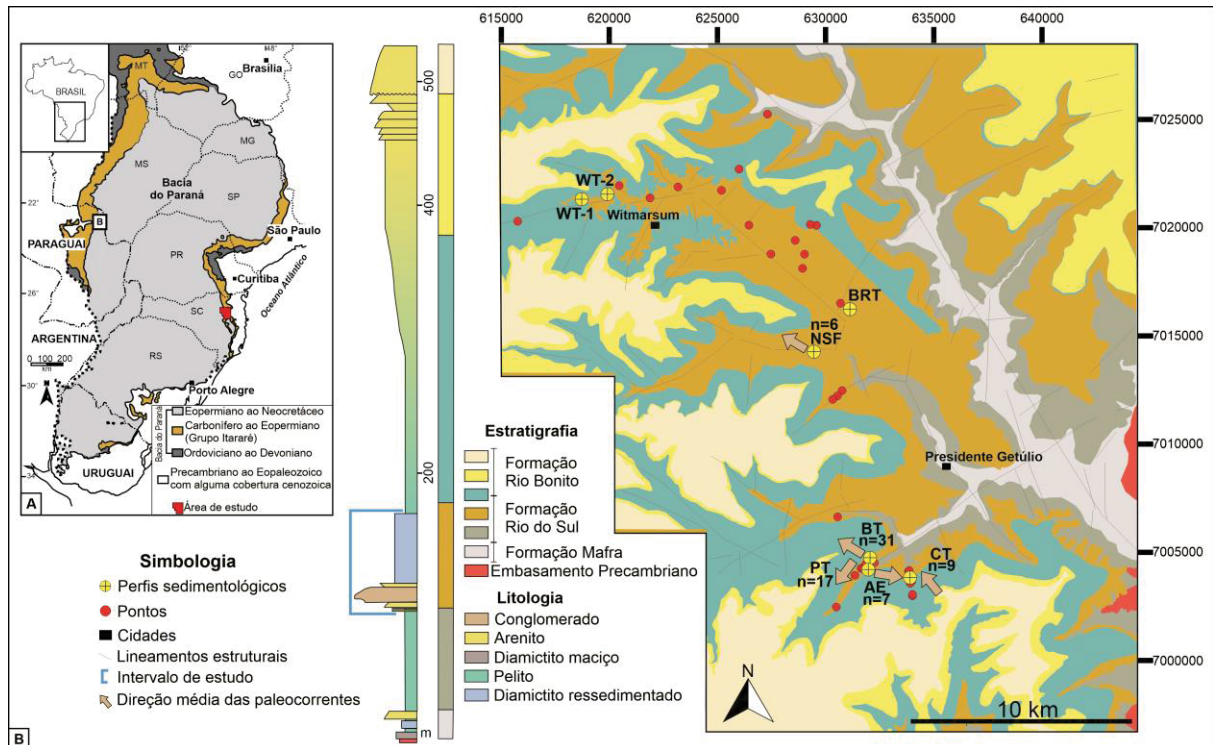 BRASIL
52°
48°
GO
Brasília
MT
MG
MS
Bacia
do Paraná
SP
22°
B
PARAGUAI
São Paulo
PR
Curitiba
Oceano Atlântico
26°
SC
ARGENTINA
km
0 200
RS
30°
Porto Alegre
34°
URUGUAI
Bacia do Paraná
Eopermiano ao Neocretáceo
Carbonífero ao Eopermiano
(Grupo Itararé)
Ordoviciano ao Devoniano
Precambriano ao Eopaleozoico
com alguma cobertura cenozoica
Área de estudo
A
Simbologia
Perfis sedimentológicos
Pontos
Cidades
Lineamentos estruturais
Intervalo de estudo
Direção média das paleocorrentes
B
500
400
200
m
Estratigrafia
Formação
Rio Bonito
Formação
Rio do Sul
Formação Mafra
Embasamento Precambriano
Litologia
Conglomerado
Arenito
Diamictito maciço
Pelito
Diamictito ressedimentado
615000
620000
625000
630000
635000
640000
7025000
7020000
7015000
7010000
7005000
7000000
WT-2
WT-1
Witmarsum
BRT
n=6
NSF
Presidente Getúlio
BT
n=31
PT
n=17
CT
n=9
AE
n=7
N
10 km